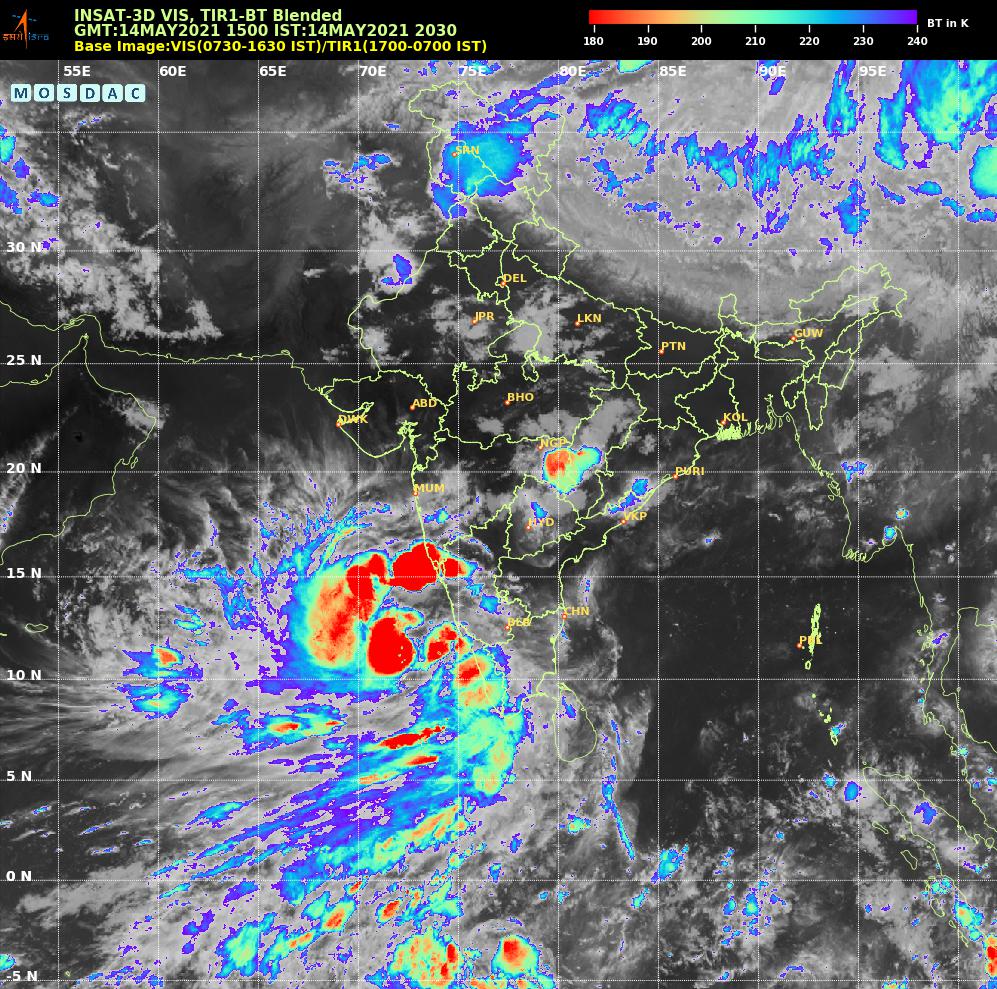 INSAT-3D VIS, TIR1-BT Blended
GMT:14MAY2021 1500 IST:14MAY2021 2030
Base Image:VIS(0730-1630 IST)/TIR1(1700-0700 IST)
BT in K
180 190 200 210 220 230 240
55E 60E 65E 70E 75E 80E 85E 90E 95E
MOSDAC
SRN
30 N
DEL
JPR LKN
GUW
PTN
25 N
BHO
ABD
DWK KOL
NGP
20 N
PURI
MUM
VKP
HYD
15 N
CHN
BLR
PBL
10 N
5 N
0 N
-5 N